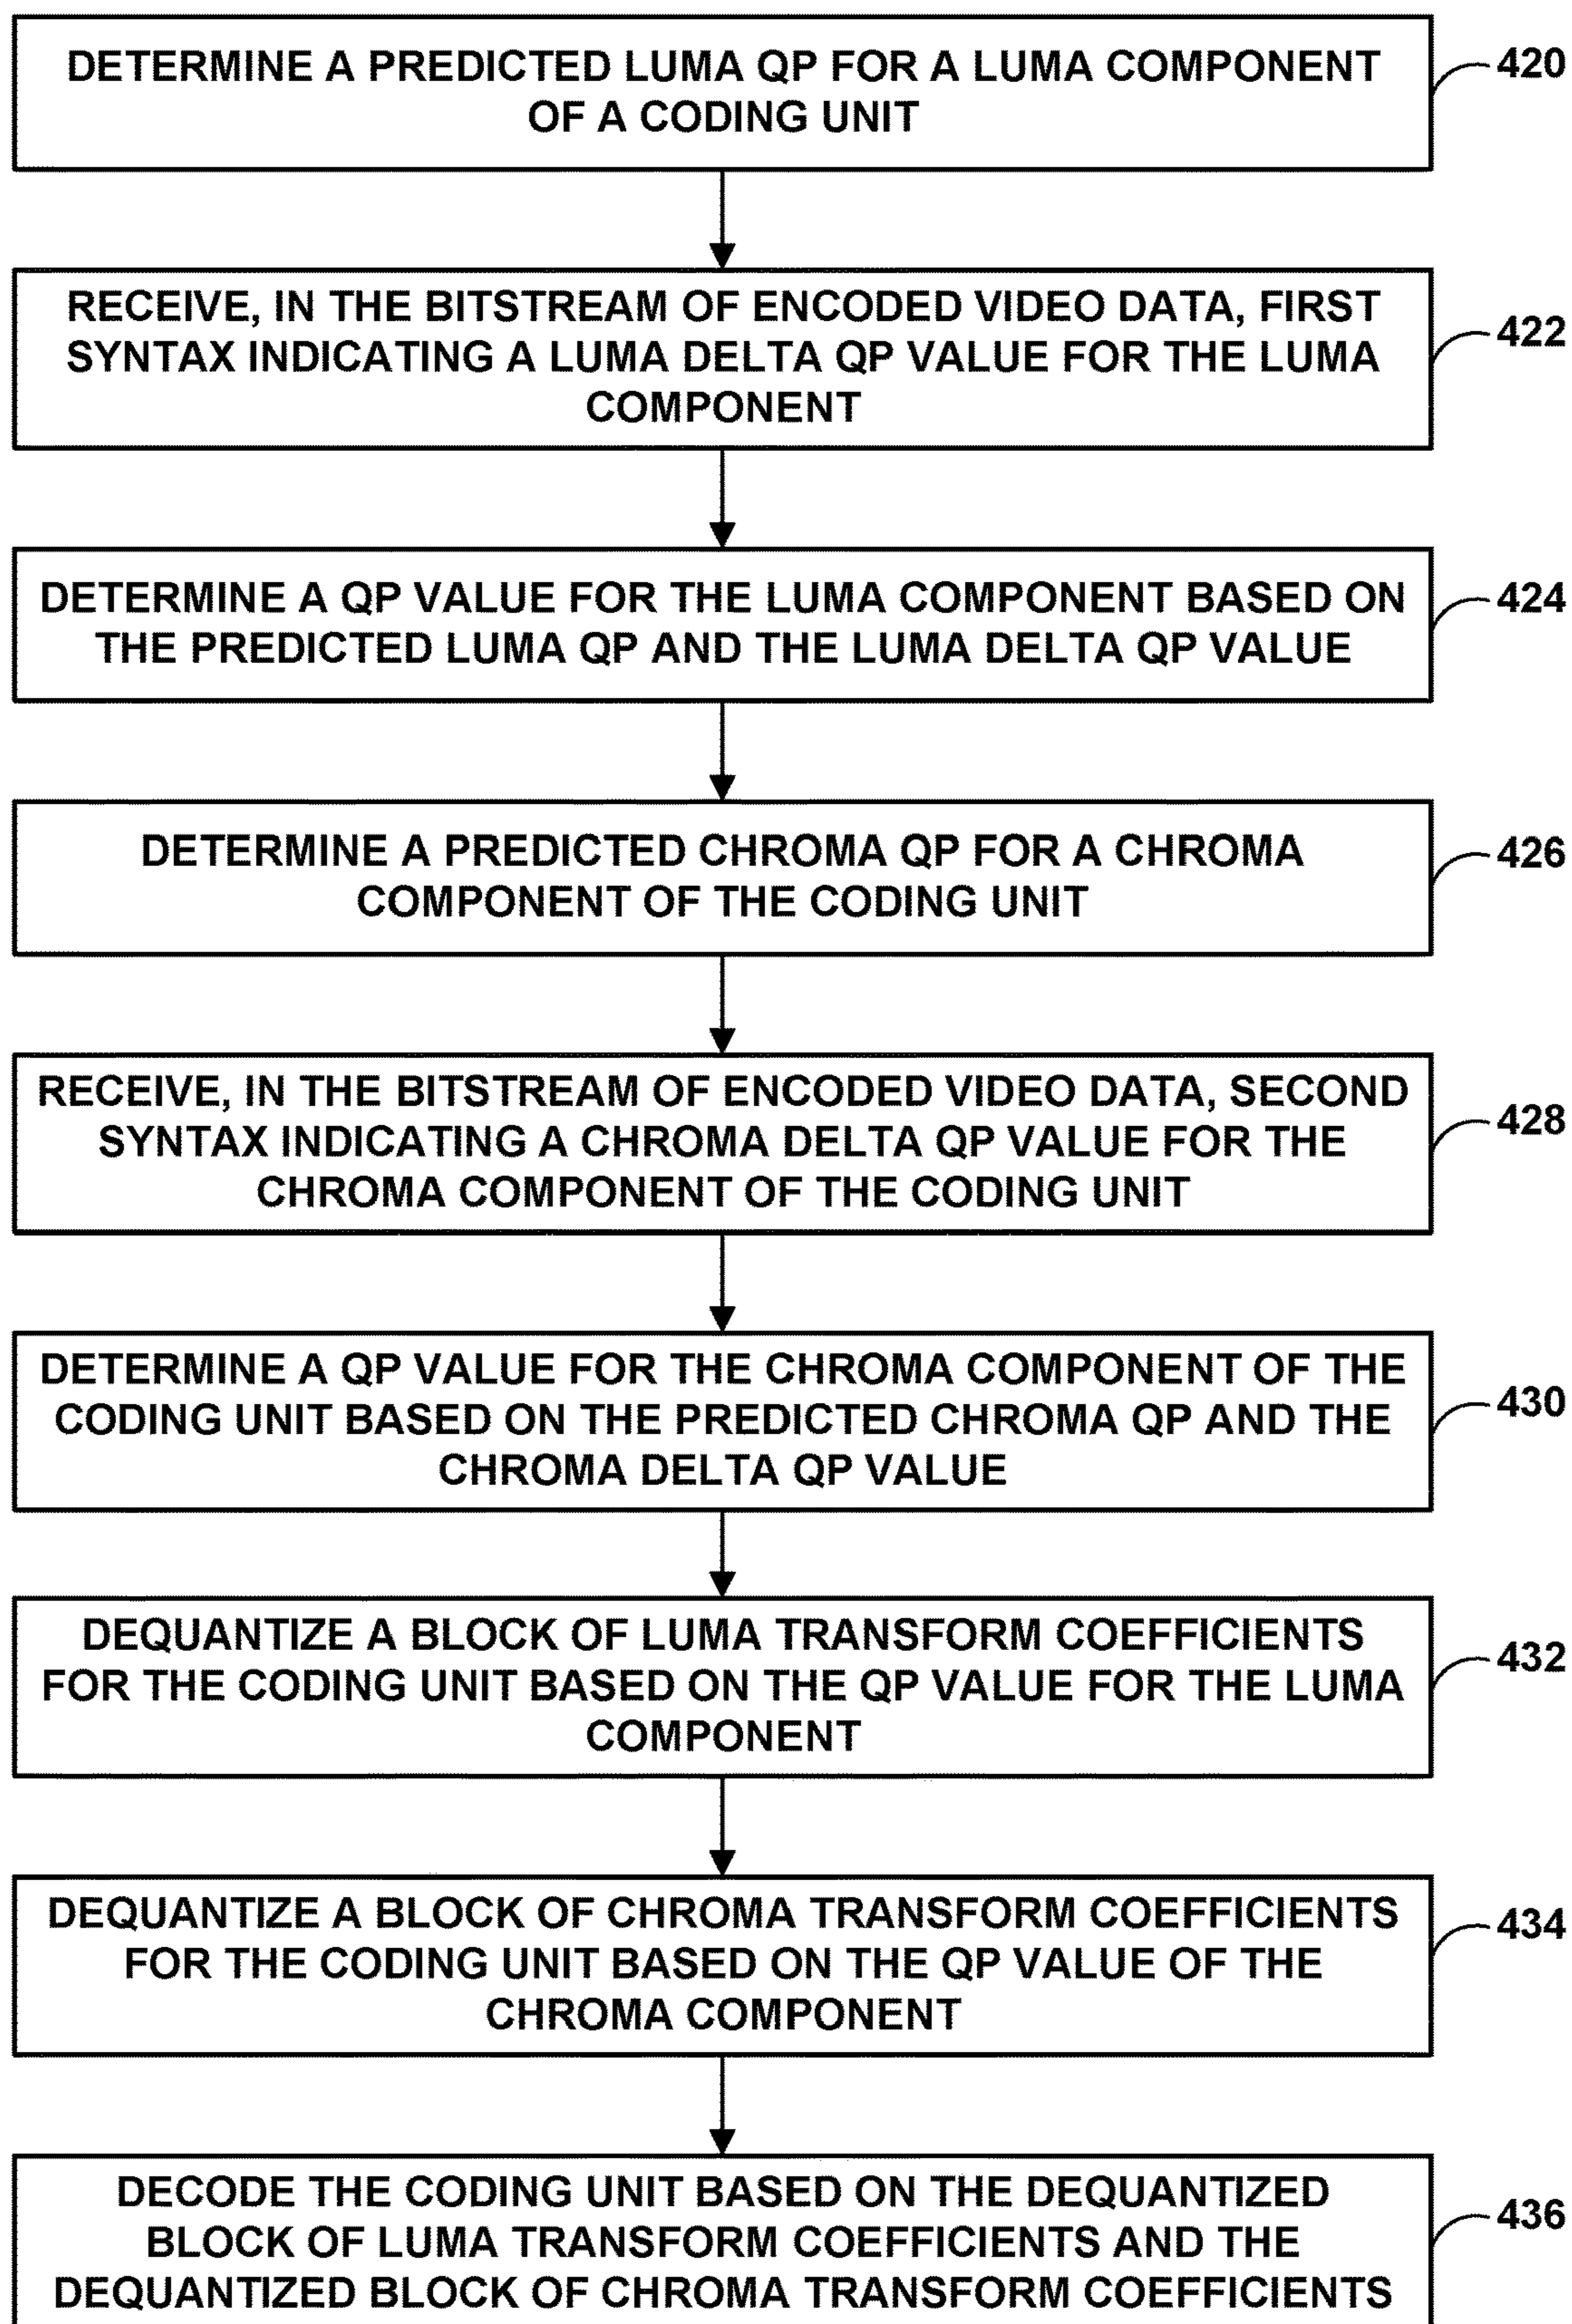 DETERMINE A PREDICTED LUMA QP FOR A LUMA COMPONENT
OF A CODING UNIT
420
RECEIVE, IN THE BITSTREAM OF ENCODED VIDEO DATA, FIRST
SYNTAX INDICATING A LUMA DELTA QP VALUE FOR THE LUMA
COMPONENT
422
DETERMINE A QP VALUE FOR THE LUMA COMPONENT BASED ON
THE PREDICTED LUMA QP AND THE LUMA DELTA QP VALUE
424
DETERMINE A PREDICTED CHROMA QP FOR A CHROMA
COMPONENT OF THE CODING UNIT
426
RECEIVE, IN THE BITSTREAM OF ENCODED VIDEO DATA, SECOND
SYNTAX INDICATING A CHROMA DELTA QP VALUE FOR THE
CHROMA COMPONENT OF THE CODING UNIT
428
DETERMINE A QP VALUE FOR THE CHROMA COMPONENT OF THE
CODING UNIT BASED ON THE PREDICTED CHROMA QP AND THE
CHROMA DELTA QP VALUE
430
DEQUANTIZE A BLOCK OF LUMA TRANSFORM COEFFICIENTS
FOR THE CODING UNIT BASED ON THE QP VALUE FOR THE LUMA
COMPONENT
432
DEQUANTIZE A BLOCK OF CHROMA TRANSFORM COEFFICIENTS
FOR THE CODING UNIT BASED ON THE QP VALUE OF THE
CHROMA COMPONENT
434
DECODE THE CODING UNIT BASED ON THE DEQUANTIZED
BLOCK OF LUMA TRANSFORM COEFFICIENTS AND THE
DEQUANTIZED BLOCK OF CHROMA TRANSFORM COEFFICIENTS
436